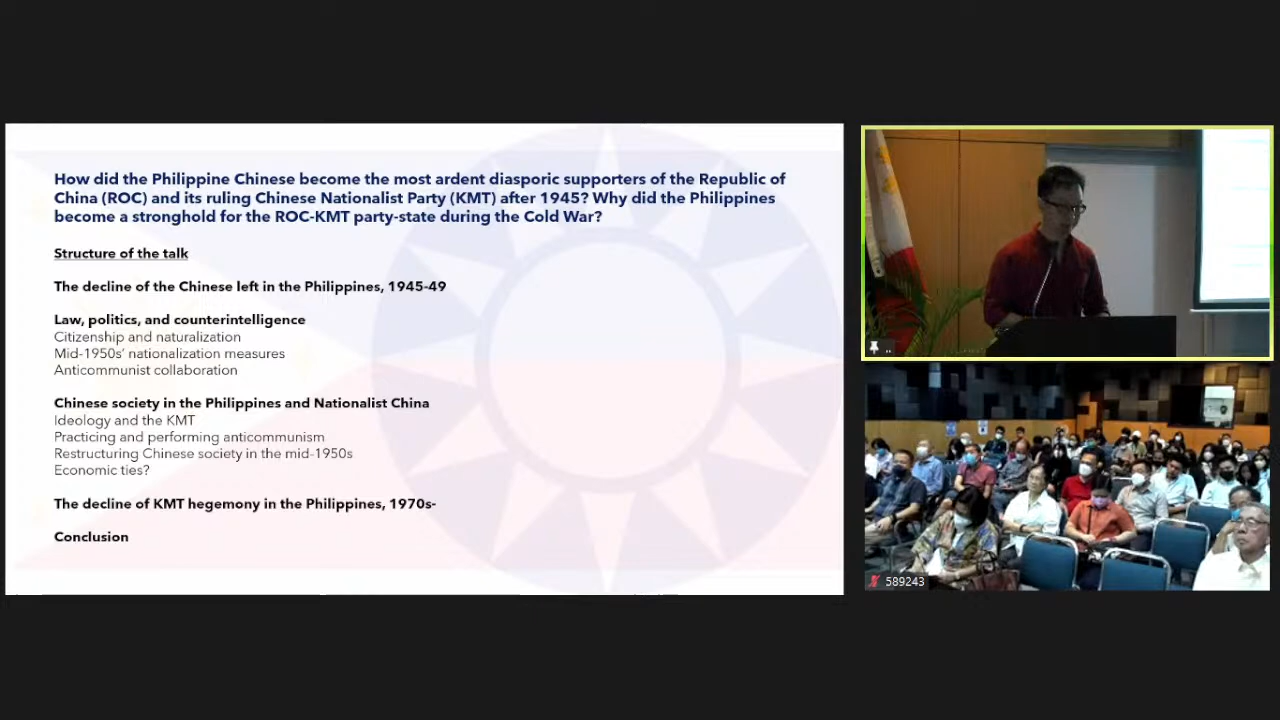 How did the Philippine Chinese become the most ardent diasporic supporters of the Republic of
China (ROC) and its ruling Chinese Nationalist Party (KMT) after 1945? Why did the Philippines
become a stronghold for the ROC-KMT party-state during the Cold War?
Structure of the talk
The decline of the Chinese left in the Philippines, 1945-49
Law, politics, and counterintelligence
Citizenship and naturalization
Mid-1950s' nationalization measures
Anticommunist collaboration
Chinese society in the Philippines and Nationalist China
Ideology and the KMT
Practicing and performing anticommunism
Restructuring Chinese society in the mid-1950s
Economic ties?
The decline of KMT hegemony in the Philippines, 1970s-
Conclusion
..
589243